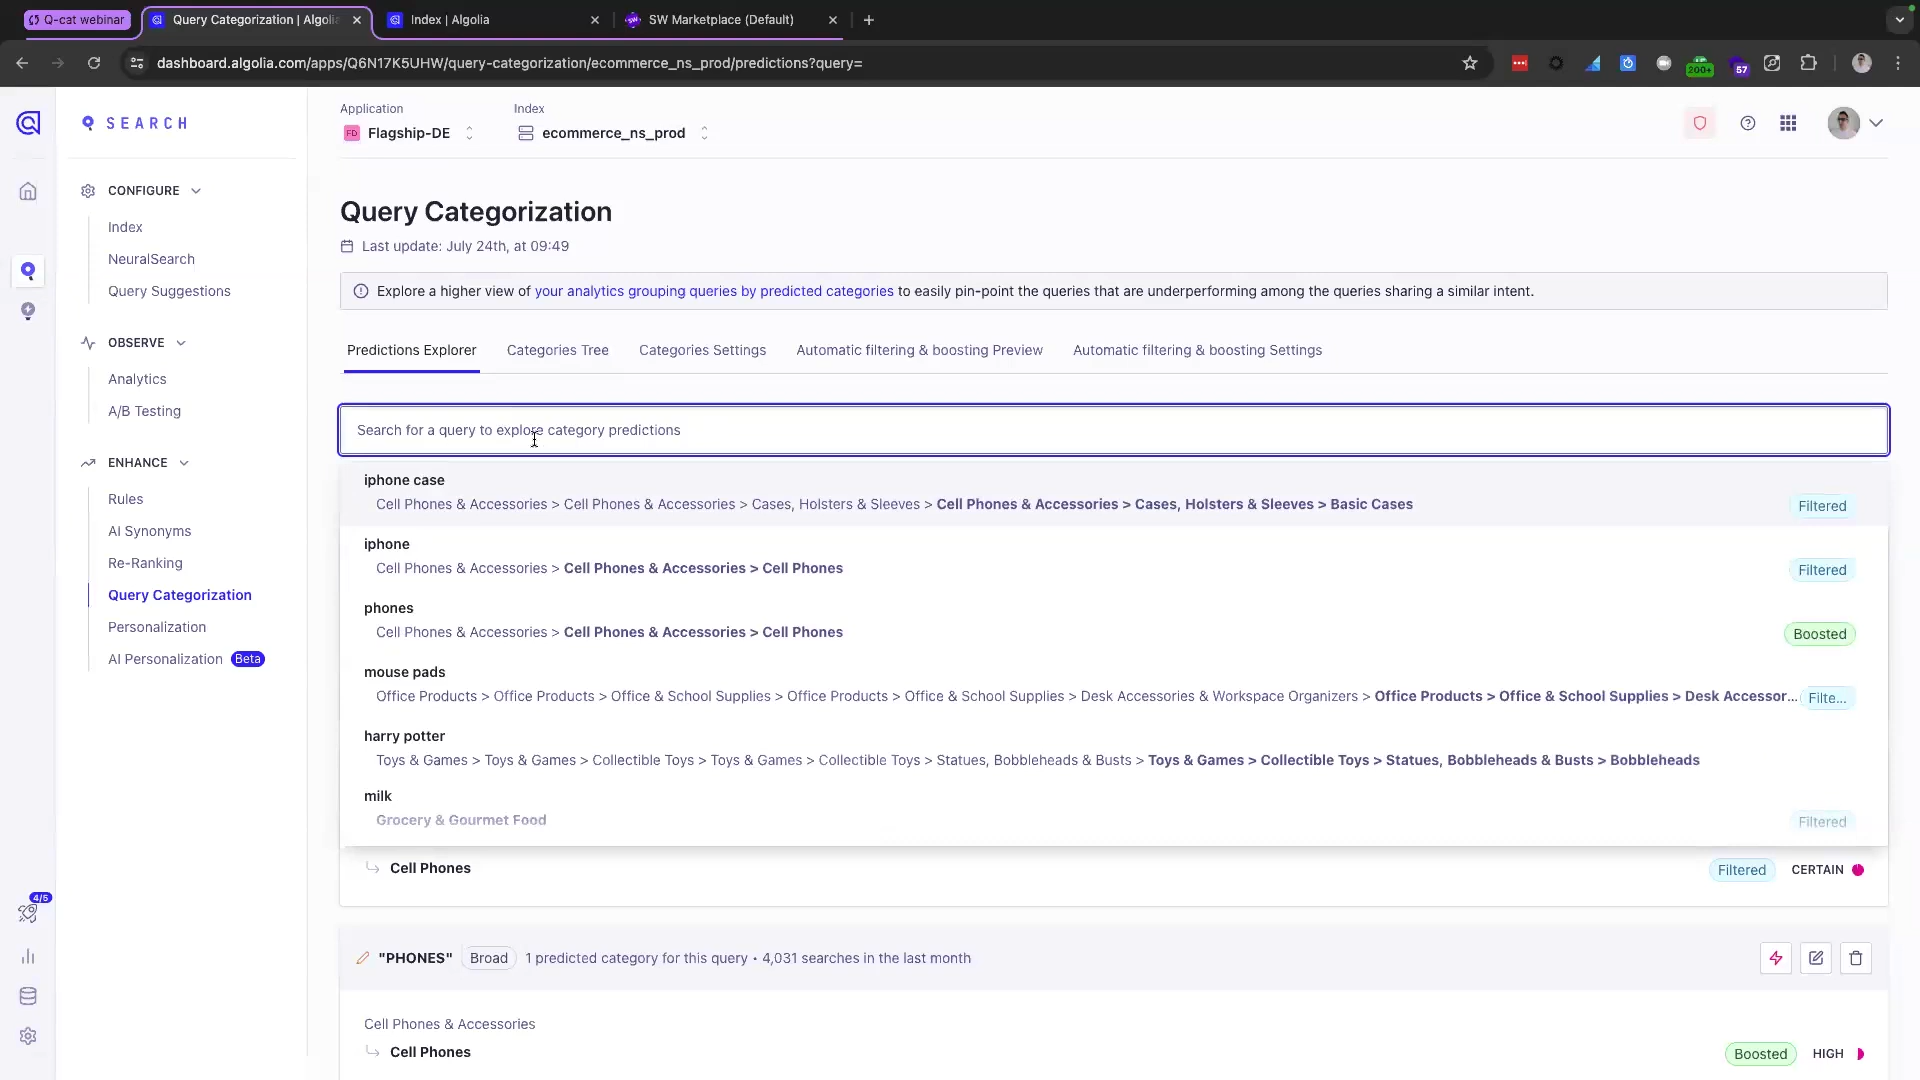 Q-cat webinar
Query Categorization | Algolia
Index | Algolia
SW Marketplace (Default)
dashboard.algolia.com/apps/Q6N17K5UHW/query-categorization/ecommerce_ns_prod/predictions?query=
200+
57
SEARCH
Application
Index
FD
Flagship-DE
ecommerce_ns_prod
CONFIGURE
Index
NeuralSearch
Query Suggestions
OBSERVE
Analytics
A/B Testing
ENHANCE
Rules
AI Synonyms
Re-Ranking
Query Categorization
Personalization
AI Personalization Beta
4/5
Query Categorization
Last update: July 24th, at 09:49
Explore a higher view of your analytics grouping queries by predicted categories to easily pin-point the queries that are underperforming among the queries sharing a similar intent.
Predictions Explorer
Categories Tree
Categories Settings
Automatic filtering & boosting Preview
Automatic filtering & boosting Settings
Search for a query to explore category predictions
iphone case
Cell Phones & Accessories > Cell Phones & Accessories > Cases, Holsters & Sleeves > Cell Phones & Accessories > Cases, Holsters & Sleeves > Basic Cases
Filtered
iphone
Cell Phones & Accessories > Cell Phones & Accessories > Cell Phones
Filtered
phones
Cell Phones & Accessories > Cell Phones & Accessories > Cell Phones
Boosted
mouse pads
Office Products > Office Products > Office & School Supplies > Office Products > Office & School Supplies > Desk Accessories & Workspace Organizers > Office Products > Office & School Supplies > Desk Accessor...
Filte...
harry potter
Toys & Games > Toys & Games > Collectible Toys > Toys & Games > Collectible Toys > Statues, Bobbleheads & Busts > Toys & Games > Collectible Toys > Statues, Bobbleheads & Busts > Bobbleheads
milk
Grocery & Gourmet Food
Filtered
Cell Phones
Filtered
CERTAIN
"PHONES" Broad 1 predicted category for this query • 4,031 searches in the last month
Cell Phones & Accessories
Cell Phones
Boosted
HIGH